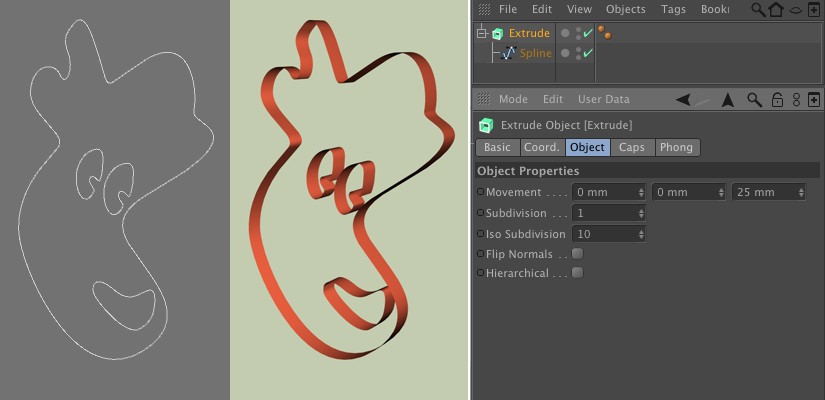 File Edit View Objects Tags Booki
Extrude
Spline
Mode Edit User Data
Extrude Object [Extrude]
Basic Coord. Object Caps Phong
Object Properties
Movement .... 0 mm 0 mm 25 mm
Subdivision ... 1
Iso Subdivision 10
Flip Normals ..
Hierarchical ...